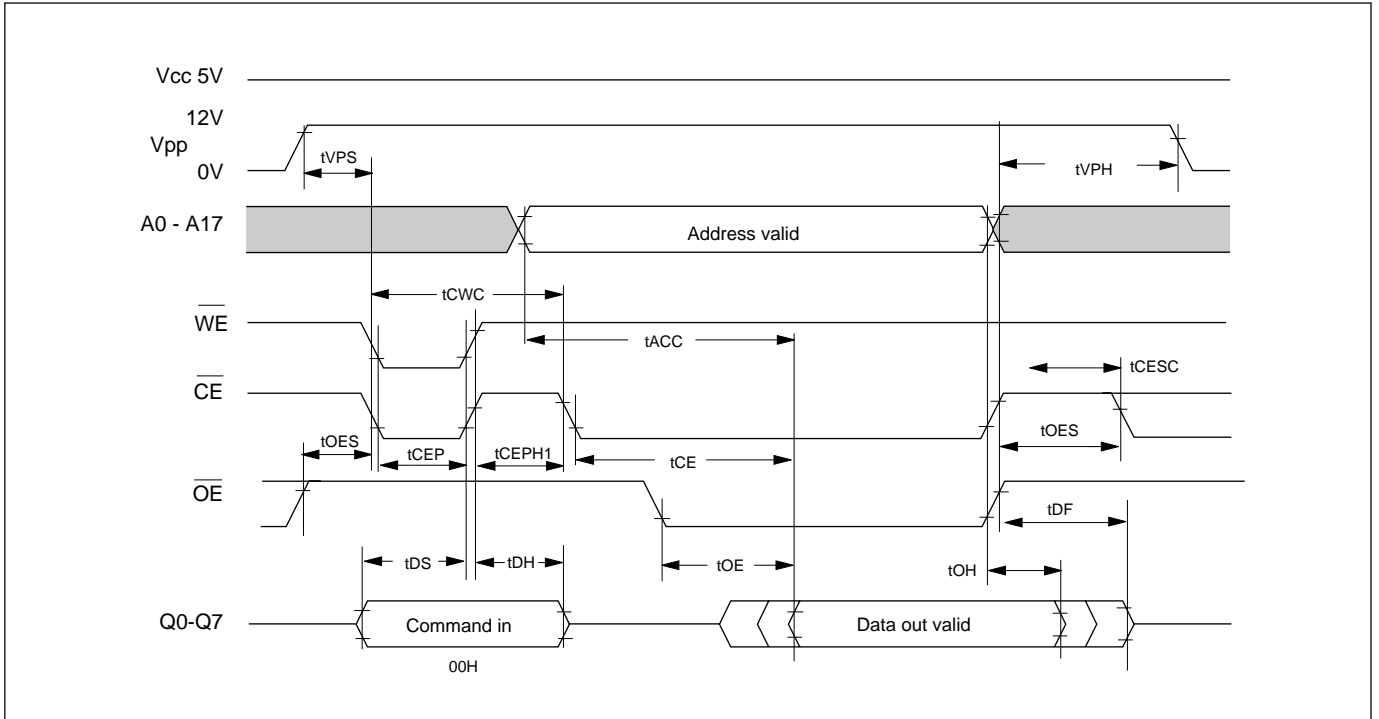 Vcc 5V
12V
Vpp
0V
tVPS
tVPH
A0 - A17
Address valid
tCWC
WE
tACC
tCESC
CE
tOES
tCEP
tCEPH1
tCE
tOES
OE
tDF
tDS
tDH
tOE
tOH
Q0-Q7
Command in
Data out valid
00H